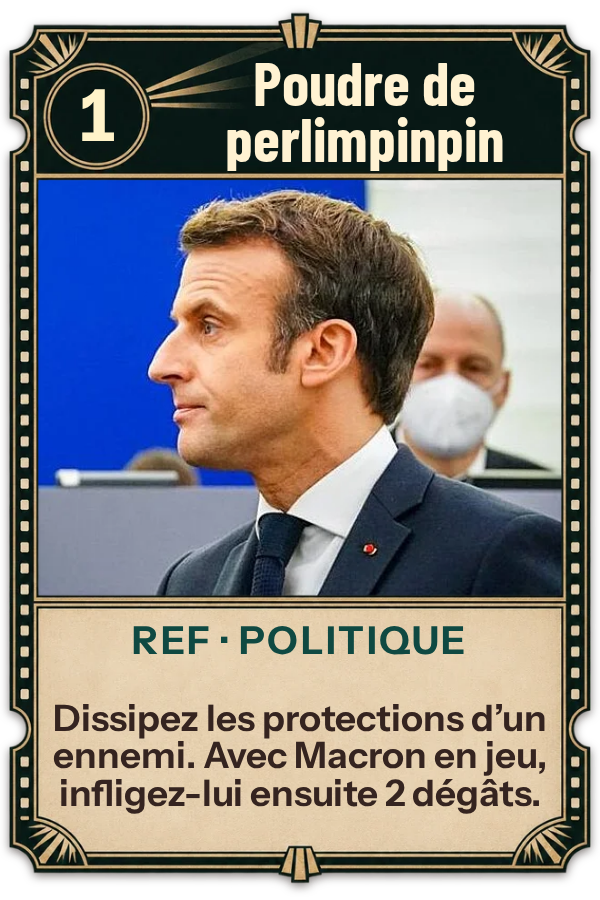 1
Poudre de
perlimpinpin
REF · POLITIQUE
Dissipez les protections d’un
ennemi. Avec Macron en jeu,
infligez-lui ensuite 2 dégâts.